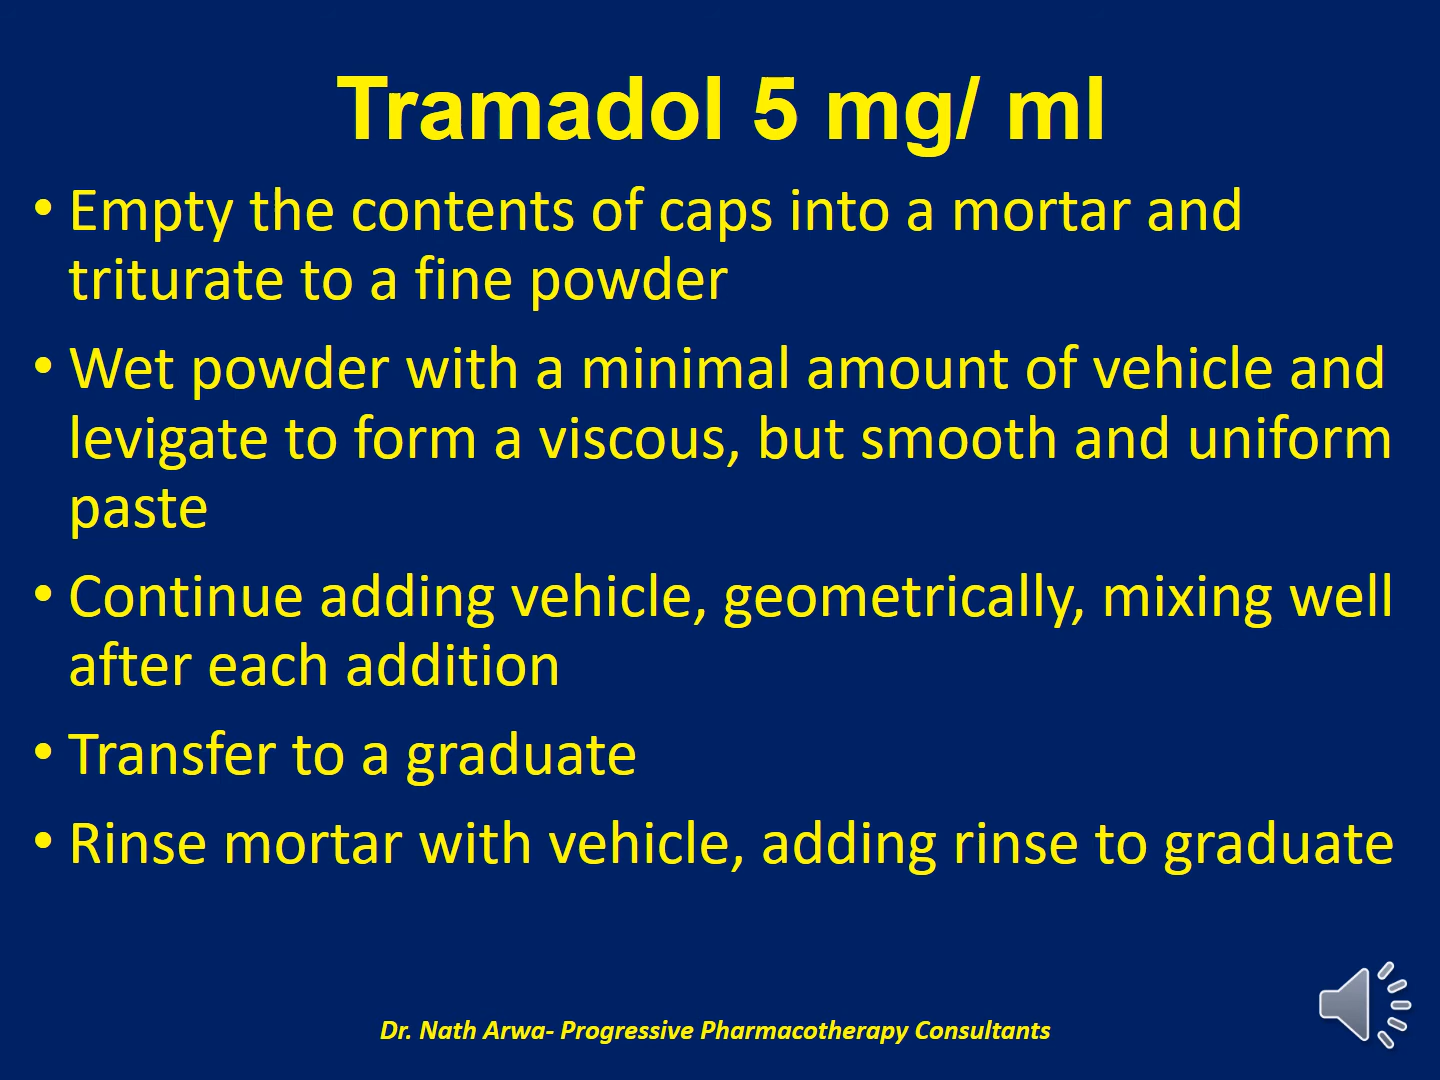 Tramadol 5 mg/ ml
• Empty the contents of caps into a mortar and
triturate to a fine powder
• Wet powder with a minimal amount of vehicle and
levigate to form a viscous, but smooth and uniform
paste
• Continue adding vehicle, geometrically, mixing well
after each addition
• Transfer to a graduate
• Rinse mortar with vehicle, adding rinse to graduate
Dr. Nath Arwa- Progressive Pharmacotherapy Consultants